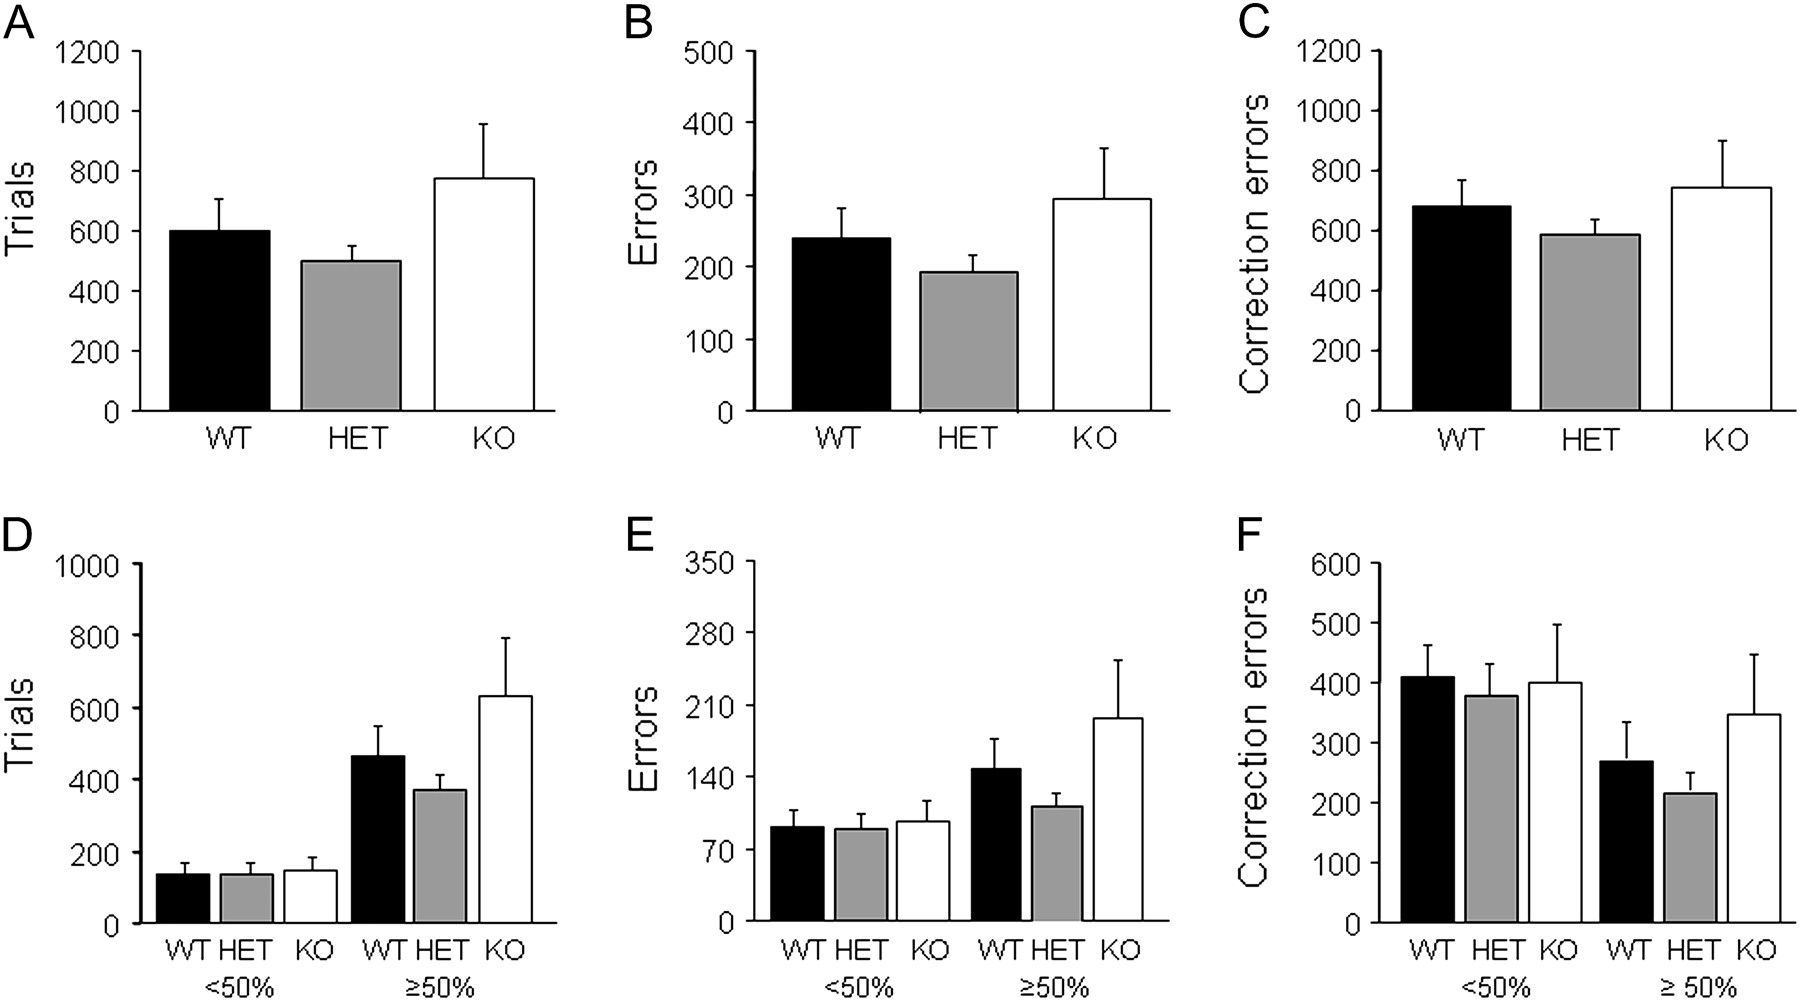 A
Trials
1200
1000
800
600
400
200
0
WT HET KO
B
Errors
500
400
300
200
100
0
WT HET KO
C
Correction errors
1200
1000
800
600
400
200
0
WT HET KO
D
Trials
1000
800
600
400
200
0
WT HET KO WT HET KO
<50% ≥50%
E
Errors
350
280
210
140
70
0
WT HET KO WT HET KO
<50% ≥50%
F
Correction errors
600
500
400
300
200
100
0
WT HET KO WT HET KO
<50% ≥ 50%